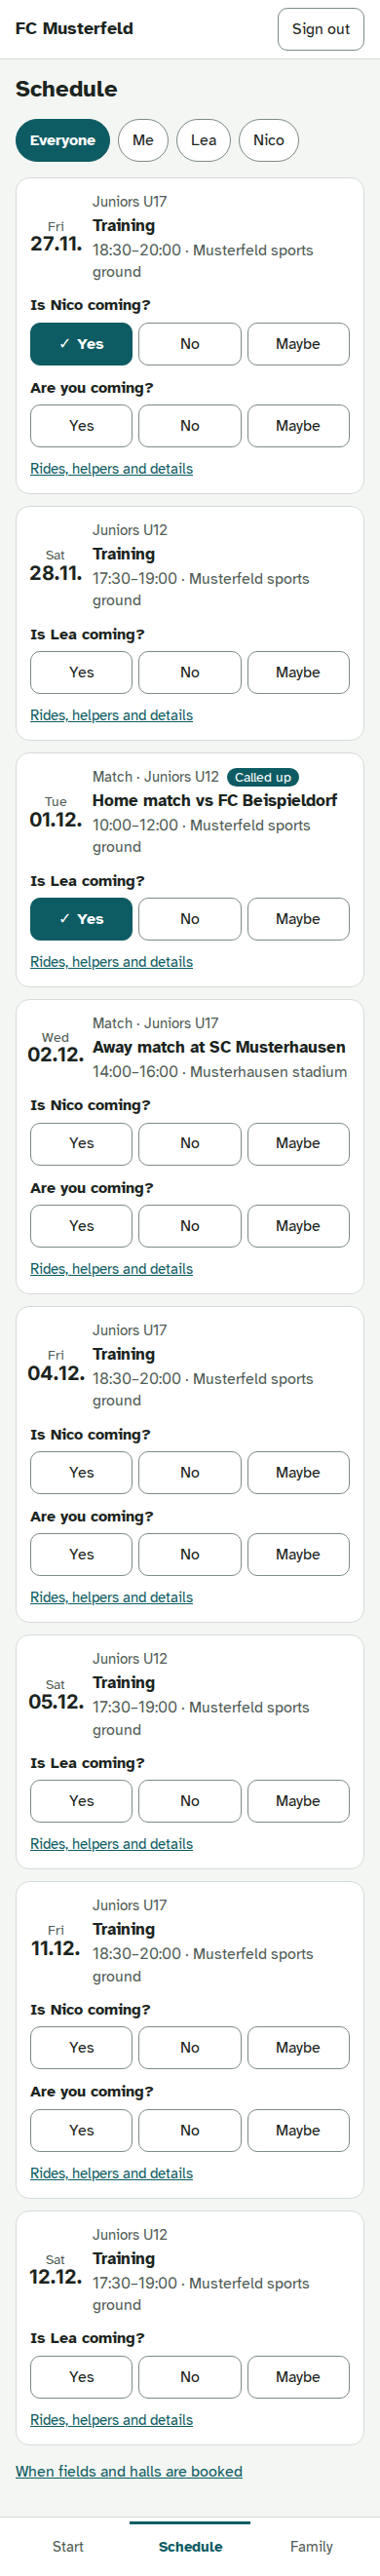 FC Musterfeld
Sign out
Schedule
Everyone
Me
Lea
Nico
Juniors U17
Fri
27.11.
Training
18:30–20:00 · Musterfeld sports
ground
Is Nico coming?
✓ Yes
No
Maybe
Are you coming?
Yes
No
Maybe
Rides, helpers and details
Juniors U12
Sat
28.11.
Training
17:30–19:00 · Musterfeld sports
ground
Is Lea coming?
Yes
No
Maybe
Rides, helpers and details
Match · Juniors U12
Called up
Tue
01.12.
Home match vs FC Beispieldorf
10:00–12:00 · Musterfeld sports
ground
Is Lea coming?
✓ Yes
No
Maybe
Rides, helpers and details
Match · Juniors U17
Wed
02.12.
Away match at SC Musterhausen
14:00–16:00 · Musterhausen stadium
Is Nico coming?
Yes
No
Maybe
Are you coming?
Yes
No
Maybe
Rides, helpers and details
Juniors U17
Fri
04.12.
Training
18:30–20:00 · Musterfeld sports
ground
Is Nico coming?
Yes
No
Maybe
Are you coming?
Yes
No
Maybe
Rides, helpers and details
Juniors U12
Sat
05.12.
Training
17:30–19:00 · Musterfeld sports
ground
Is Lea coming?
Yes
No
Maybe
Rides, helpers and details
Juniors U17
Fri
11.12.
Training
18:30–20:00 · Musterfeld sports
ground
Is Nico coming?
Yes
No
Maybe
Are you coming?
Yes
No
Maybe
Rides, helpers and details
Juniors U12
Sat
12.12.
Training
17:30–19:00 · Musterfeld sports
ground
Is Lea coming?
Yes
No
Maybe
Rides, helpers and details
When fields and halls are booked
Start
Schedule
Family